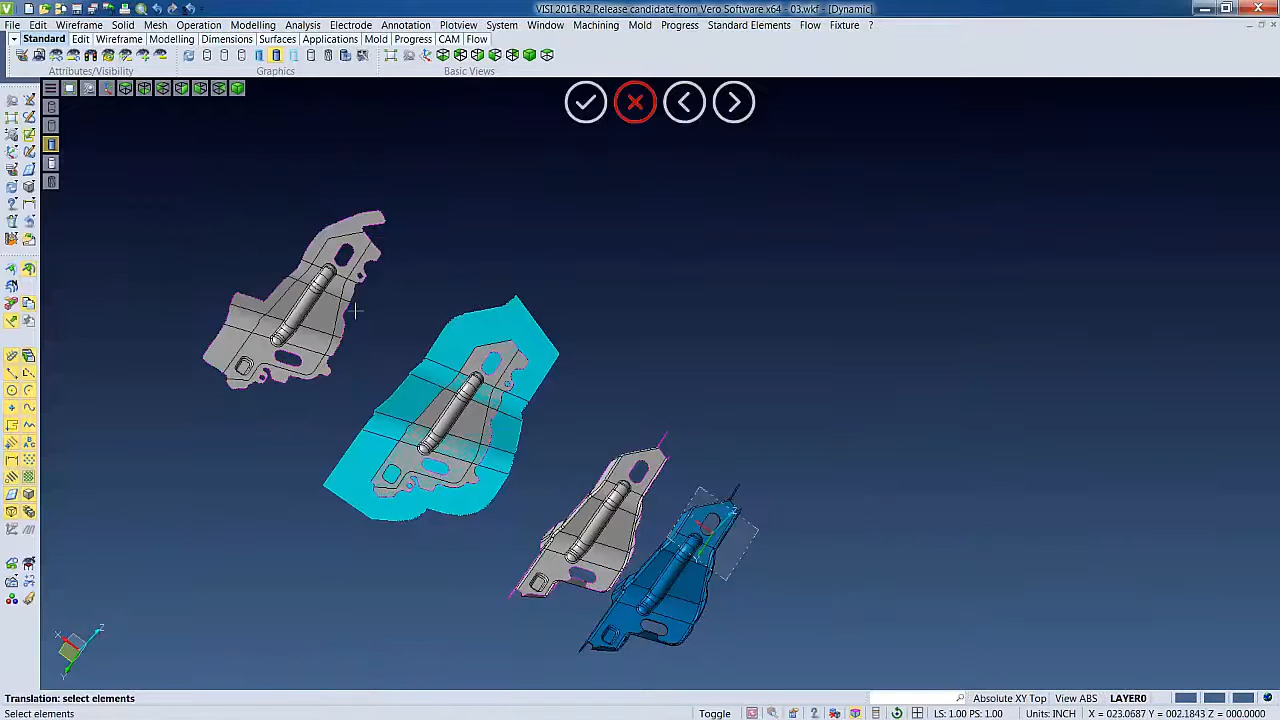 VISI 2016 R2 Release candidate from Vero Software x64 - 03.wkf - [Dynamic]
File Edit Wireframe Solid Mesh Operation Modelling Analysis Electrode Annotation Plotview System Window Machining Mold Progress Standard Elements Flow Fixture ?
Standard Edit Wireframe Modelling Dimensions Surfaces Applications Mold Progress CAM Flow
Attributes/Visibility Graphics Basic Views
X Z
Y
Translation: select elements
Absolute XY Top View ABS LAYER0
Select elements
Toggle LS: 1.00 PS: 1.00 Units: INCH X = 023.0687 Y = 002.1843 Z = 000.0000